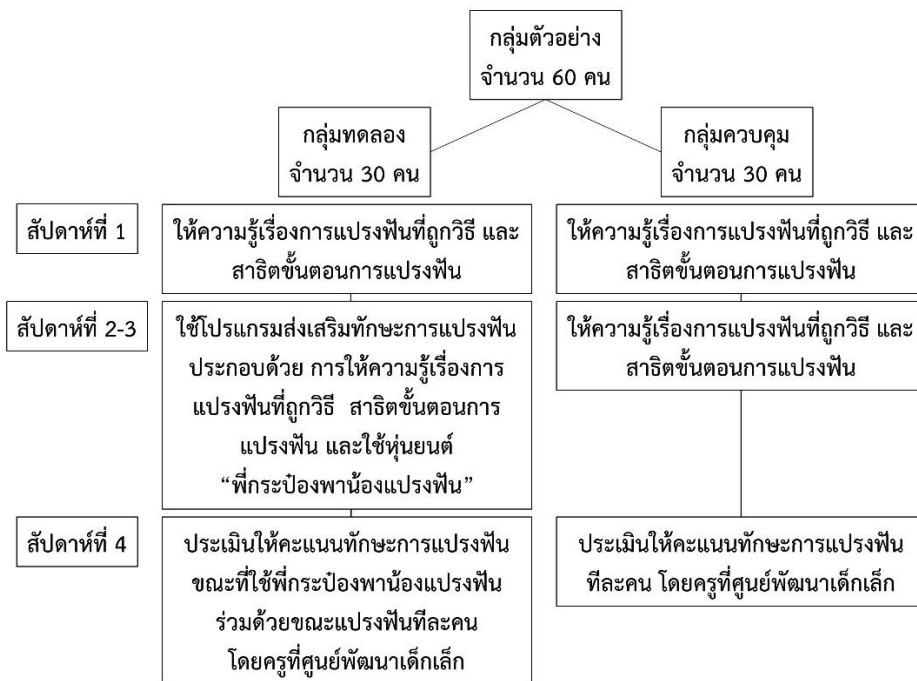 กลุ่มตัวอย่าง
จำนวน 60 คน
กลุ่มทดลอง
จำนวน 30 คน
กลุ่มควบคุม
จำนวน 30 คน
สัปดาห์ที่ 1
ให้ความรู้เรื่องการแปรงฟันที่ถูกวิธี และ
สาธิตขั้นตอนการแปรงฟัน
ให้ความรู้เรื่องการแปรงฟันที่ถูกวิธี และ
สาธิตขั้นตอนการแปรงฟัน
สัปดาห์ที่ 2-3
ใช้โปรแกรมส่งเสริมทักษะการแปรงฟัน
ประกอบด้วย การให้ความรู้เรื่องการ
แปรงฟันที่ถูกวิธี สาธิตขั้นตอนการ
แปรงฟัน และใช้หุ่นยนต์
“พี่กระป๋องพาน้องแปรงฟัน”
ให้ความรู้เรื่องการแปรงฟันที่ถูกวิธี และ
สาธิตขั้นตอนการแปรงฟัน
สัปดาห์ที่ 4
ประเมินให้คะแนนทักษะการแปรงฟัน
ขณะที่ใช้พี่กระป๋องพาน้องแปรงฟัน
ร่วมด้วยขณะแปรงฟันทีละคน
โดยครูที่ศูนย์พัฒนาเด็กเล็ก
ประเมินให้คะแนนทักษะการแปรงฟัน
ทีละคน โดยครูที่ศูนย์พัฒนาเด็กเล็ก